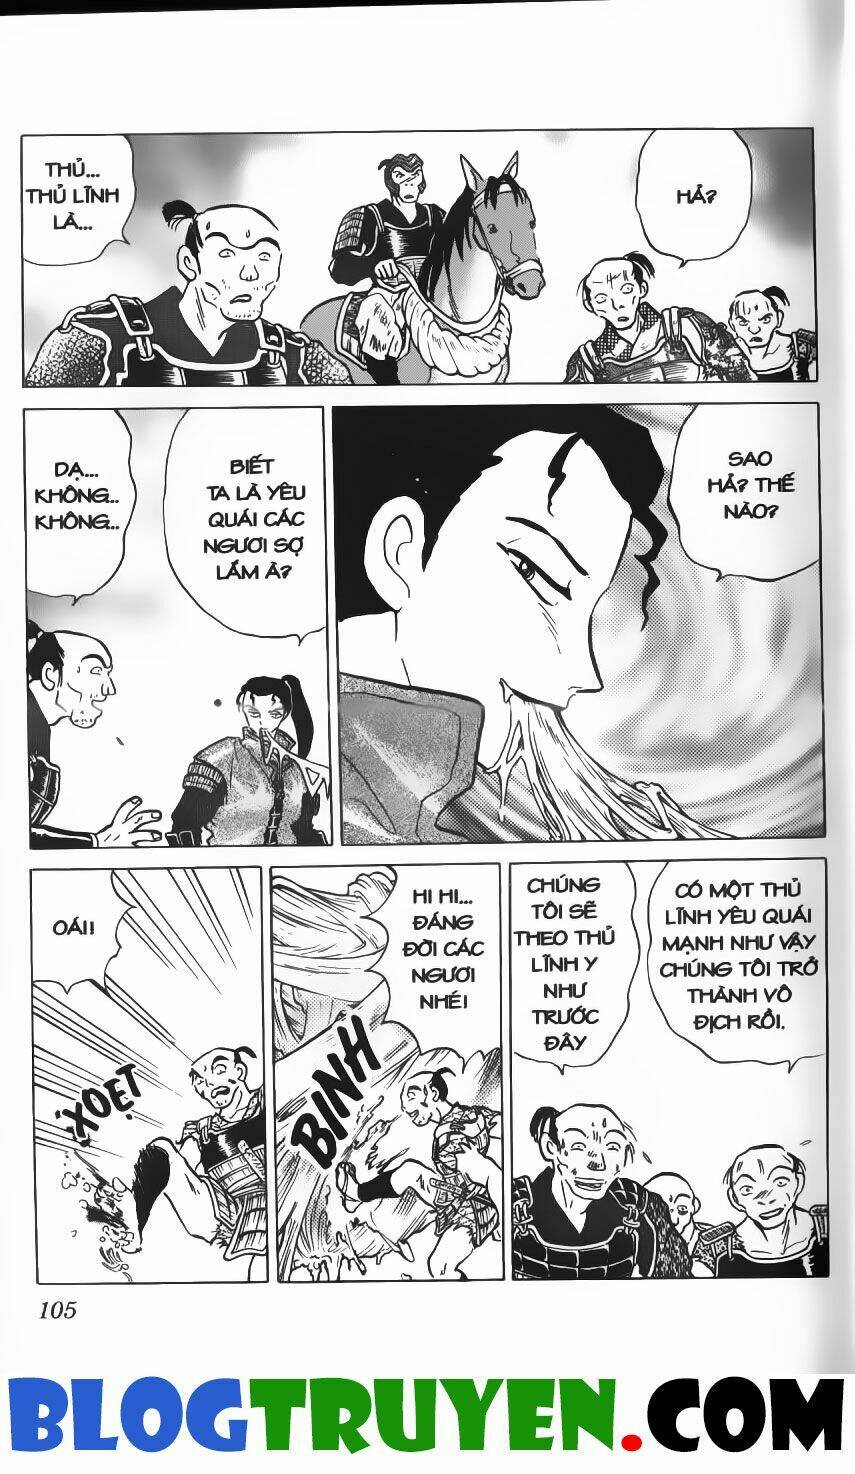 HẢ?
THỦ...
THỦ LĨNH
LÀ...
SAO
HẢ? THẾ
NÀO?
BIẾT
TA LÀ YÊU
QUÁI CÁC
NGƯƠI SỢ
LẮM À?
DẠ...
KHÔNG..
KHÔNG...
CÓ MỘT THỦ
LĨNH YÊU QUÁI
MẠNH NHƯ VẬY
CHÚNG TÔI TRỞ
THÀNH VÔ
ĐỊCH RỒI.
CHÚNG
TÔI SẼ
THEO THỦ
LĨNH Y
NHƯ
TRƯỚC
ĐÂY
HI HI...
ĐÁNG
ĐỜI CÁC
NGƯƠI
NHÉ!
BINH
OÁI!
XOẸT
105
BLOGTRUYEN.COM